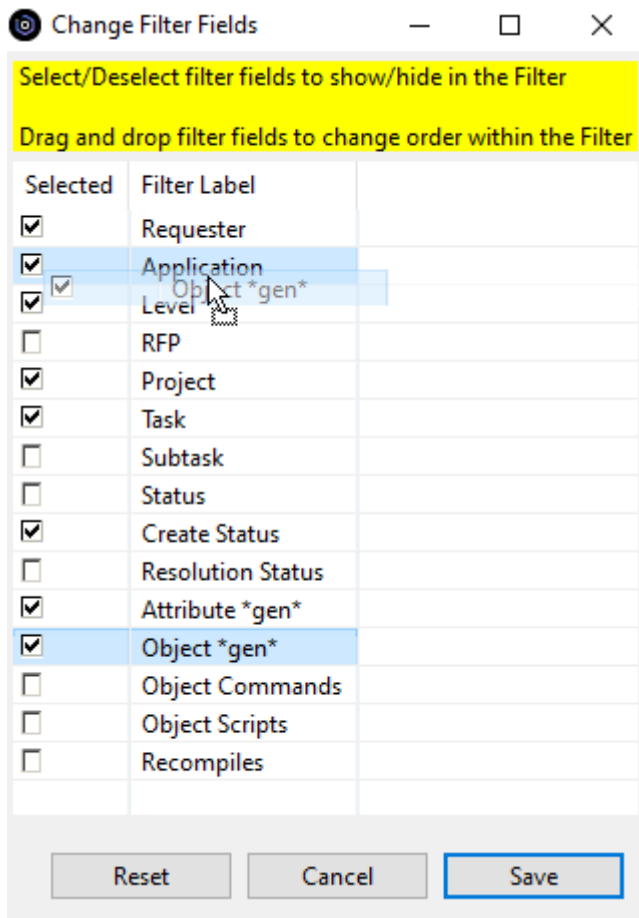 Change Filter Fields
Select/Deselect filter fields to show/hide in the Filter
Drag and drop filter fields to change order within the Filter
Selected Filter Label
Requester
Application
Object *gen*
Level
RFP
Project
Task
Subtask
Status
Create Status
Resolution Status
Attribute *gen*
Object *gen*
Object Commands
Object Scripts
Recompiles
Reset Cancel Save